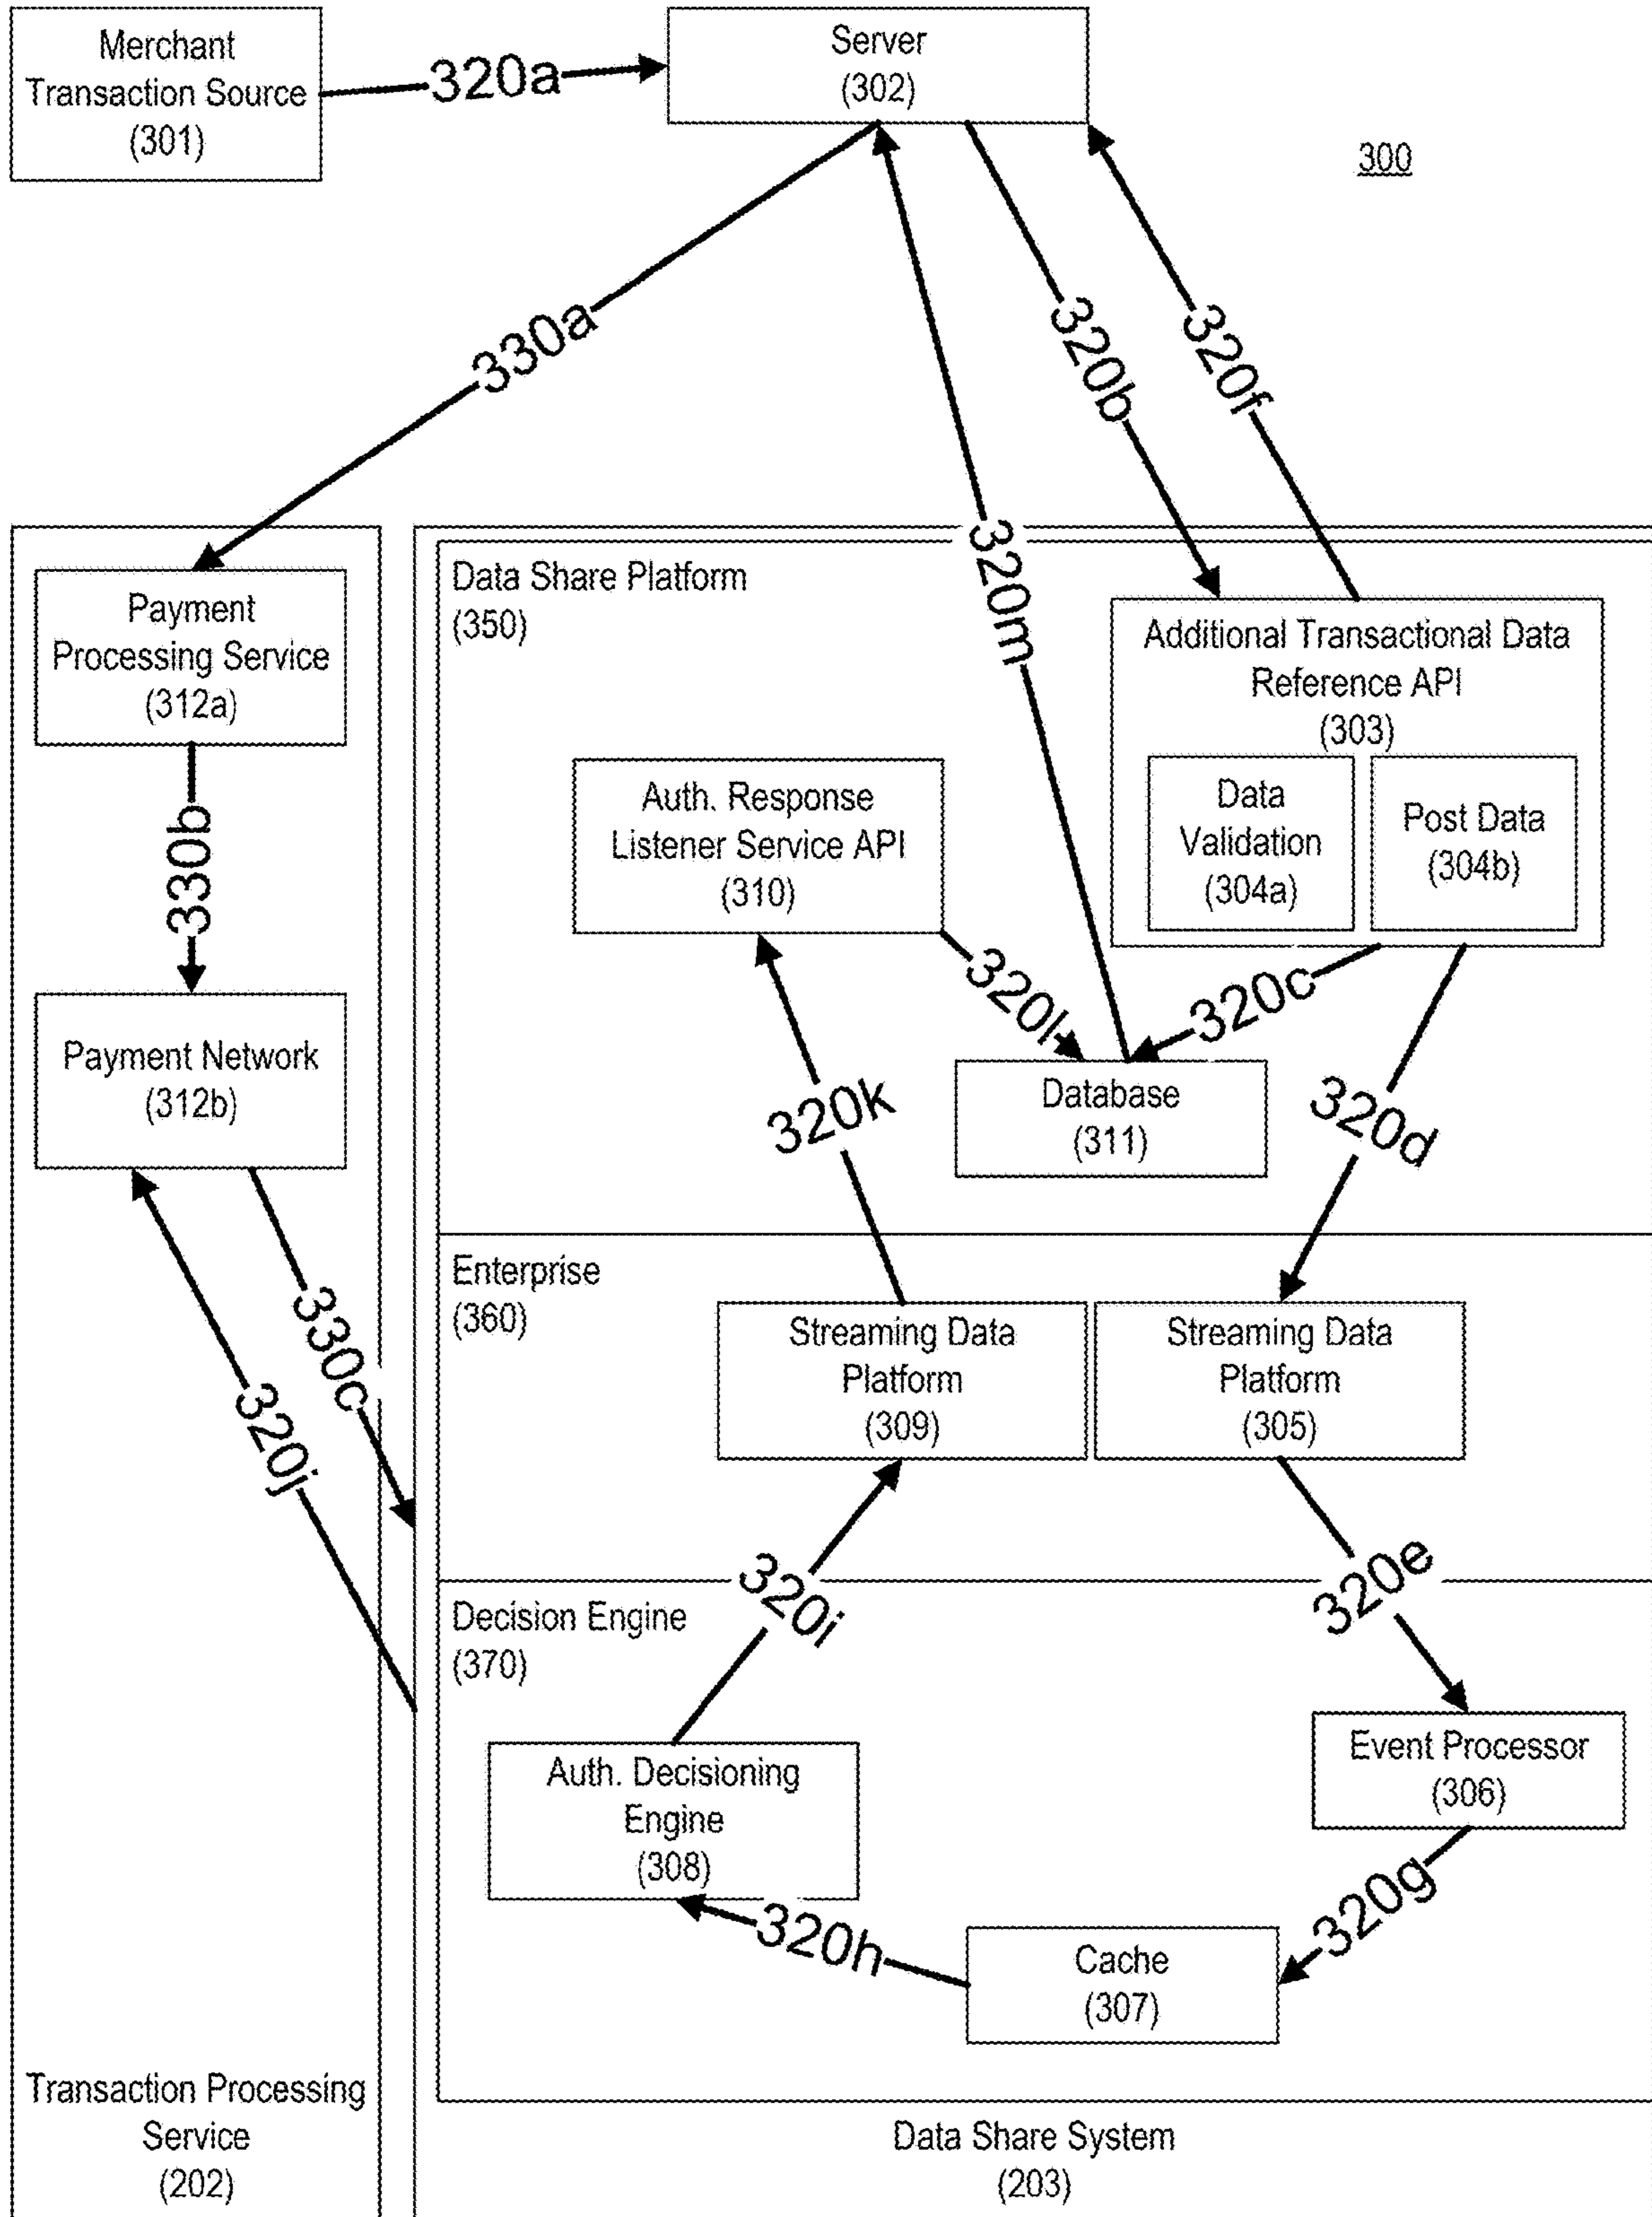 Merchant
Transaction Source
(301)
320a
Server
(302)
300
330a
320b
320f
320m
Payment
Processing Service
(312a)
330b
Payment Network
(312b)
330c
320j
Transaction Processing
Service
(202)
Data Share Platform
(350)
Additional Transactional Data
Reference API
(303)
Data
Validation
(304a)
Post Data
(304b)
Auth. Response
Listener Service API
(310)
320l
320c
Database
(311)
320k
320d
Enterprise
(360)
Streaming Data
Platform
(309)
Streaming Data
Platform
(305)
320i
320e
Decision Engine
(370)
Auth. Decisioning
Engine
(308)
Event Processor
(306)
320h
320g
Cache
(307)
Data Share System
(203)